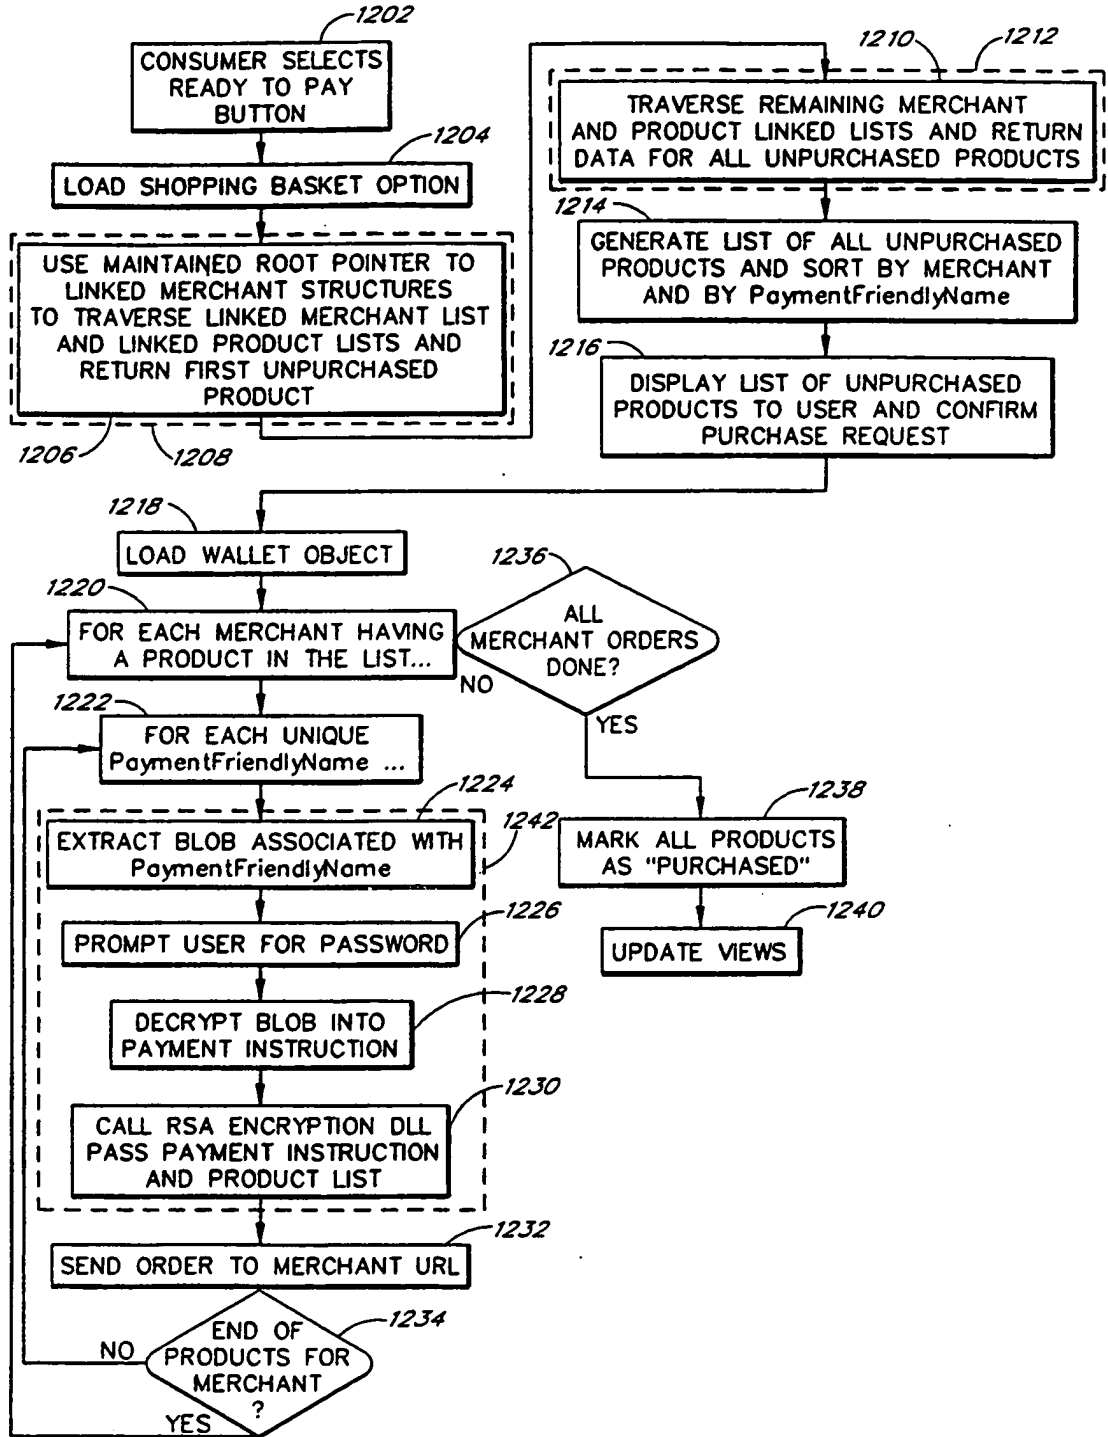 1202
CONSUMER SELECTS
READY TO PAY
BUTTON
1204
LOAD SHOPPING BASKET OPTION
USE MAINTAINED ROOT POINTER TO
LINKED MERCHANT STRUCTURES
TO TRAVERSE LINKED MERCHANT LIST
AND LINKED PRODUCT LISTS AND
RETURN FIRST UNPURCHASED
PRODUCT
1206
1208
1210
1212
TRAVERSE REMAINING MERCHANT
AND PRODUCT LINKED LISTS AND RETURN
DATA FOR ALL UNPURCHASED PRODUCTS
1214
GENERATE LIST OF ALL UNPURCHASED
PRODUCTS AND SORT BY MERCHANT
AND BY PaymentFriendlyName
1216
DISPLAY LIST OF UNPURCHASED
PRODUCTS TO USER AND CONFIRM
PURCHASE REQUEST
1218
LOAD WALLET OBJECT
1220
FOR EACH MERCHANT HAVING
A PRODUCT IN THE LIST...
1236
ALL
MERCHANT ORDERS
DONE?
NO
YES
1222
FOR EACH UNIQUE
PaymentFriendlyName ...
1224
EXTRACT BLOB ASSOCIATED WITH
PaymentFriendlyName
1242
1226
PROMPT USER FOR PASSWORD
1228
DECRYPT BLOB INTO
PAYMENT INSTRUCTION
1230
CALL RSA ENCRYPTION DLL
PASS PAYMENT INSTRUCTION
AND PRODUCT LIST
1232
SEND ORDER TO MERCHANT URL
1234
END OF
PRODUCTS FOR
MERCHANT
?
NO
YES
1238
MARK ALL PRODUCTS
AS "PURCHASED"
1240
UPDATE VIEWS